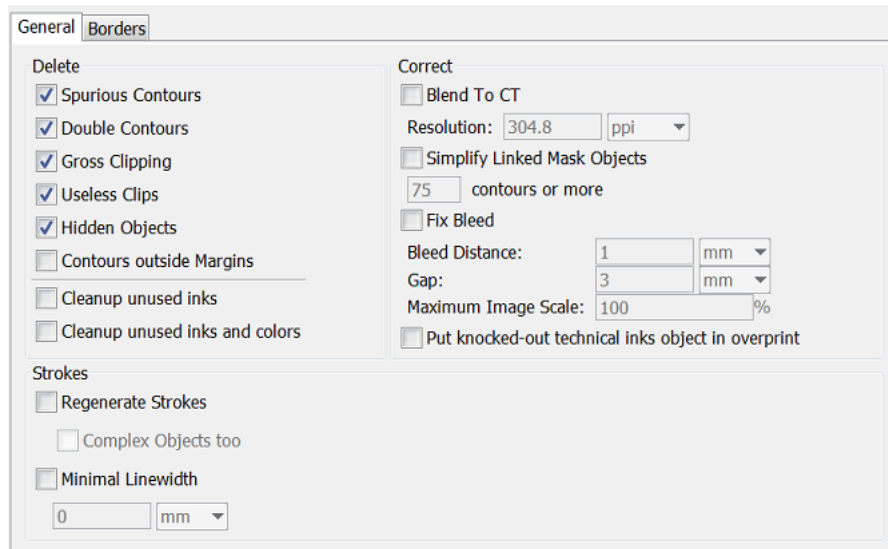 General Borders
Delete
Spurious Contours
Double Contours
Gross Clipping
Useless Clips
Hidden Objects
Contours outside Margins
Cleanup unused inks
Cleanup unused inks and colors
Correct
Blend To CT
Resolution: 304.8 ppi
Simplify Linked Mask Objects
75 contours or more
Fix Bleed
Bleed Distance: 1 mm
Gap: 3 mm
Maximum Image Scale: 100 %
Put knocked-out technical inks object in overprint
Strokes
Regenerate Strokes
Complex Objects too
Minimal Linewidth
0 mm